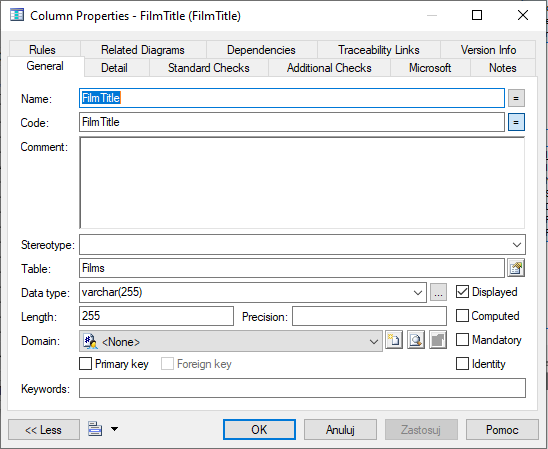 Column Properties - FilmTitle (FilmTitle)
Rules Related Diagrams Dependencies Traceability Links Version Info
General Detail Standard Checks Additional Checks Microsoft Notes
Name: FilmTitle =
Code: FilmTitle =
Comment:
Stereotype:
Table: Films
Data type: varchar(255) ... Displayed
Length: 255 Precision: Computed
Domain: <None> Mandatory
Primary key Foreign key Identity
Keywords:
<< Less OK Anuluj Zastosuj Pomoc